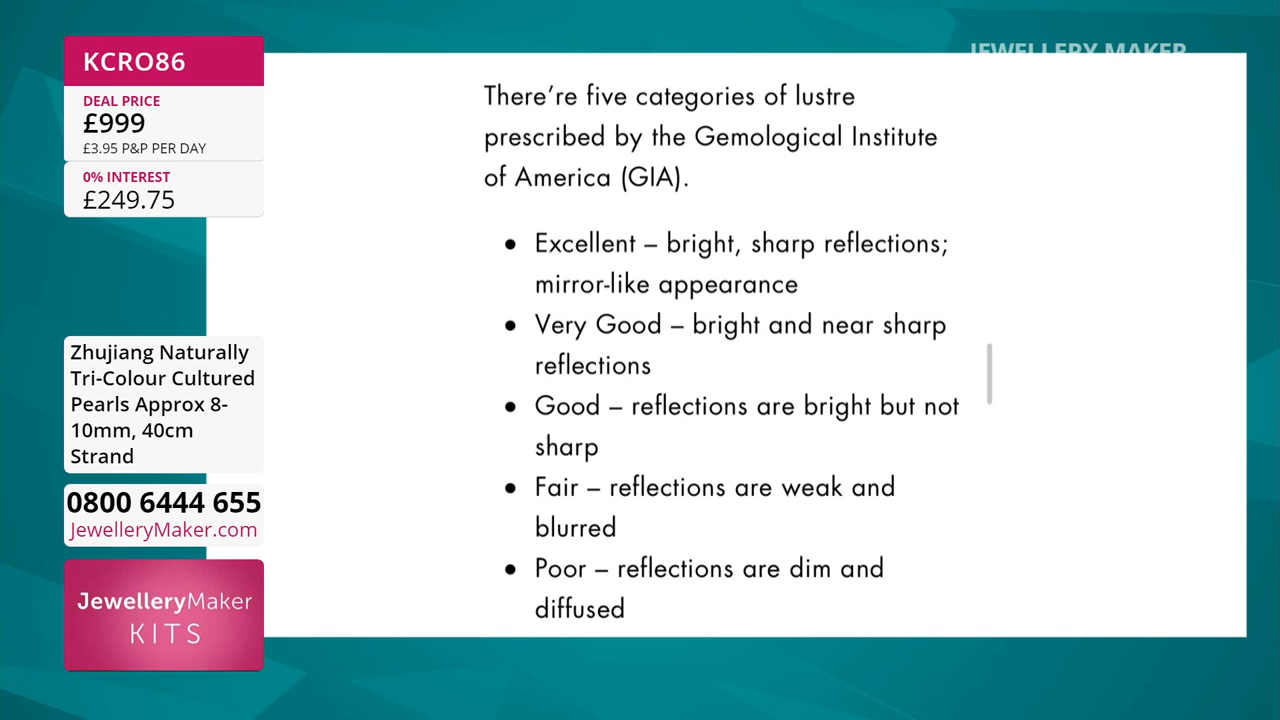 KCRO86
DEAL PRICE
£999
£3.95 P&P PER DAY
0% INTEREST
£249.75
Zhujiang Naturally
Tri-Colour Cultured
Pearls Approx 8-
10mm, 40cm
Strand
0800 6444 655
JewelleryMaker.com
JewelleryMaker
KITS
JEWELLERY MAKER
There’re five categories of lustre
prescribed by the Gemological Institute
of America (GIA).
• Excellent – bright, sharp reflections;
mirror-like appearance
• Very Good – bright and near sharp
reflections
• Good – reflections are bright but not
sharp
• Fair – reflections are weak and
blurred
• Poor – reflections are dim and
diffused